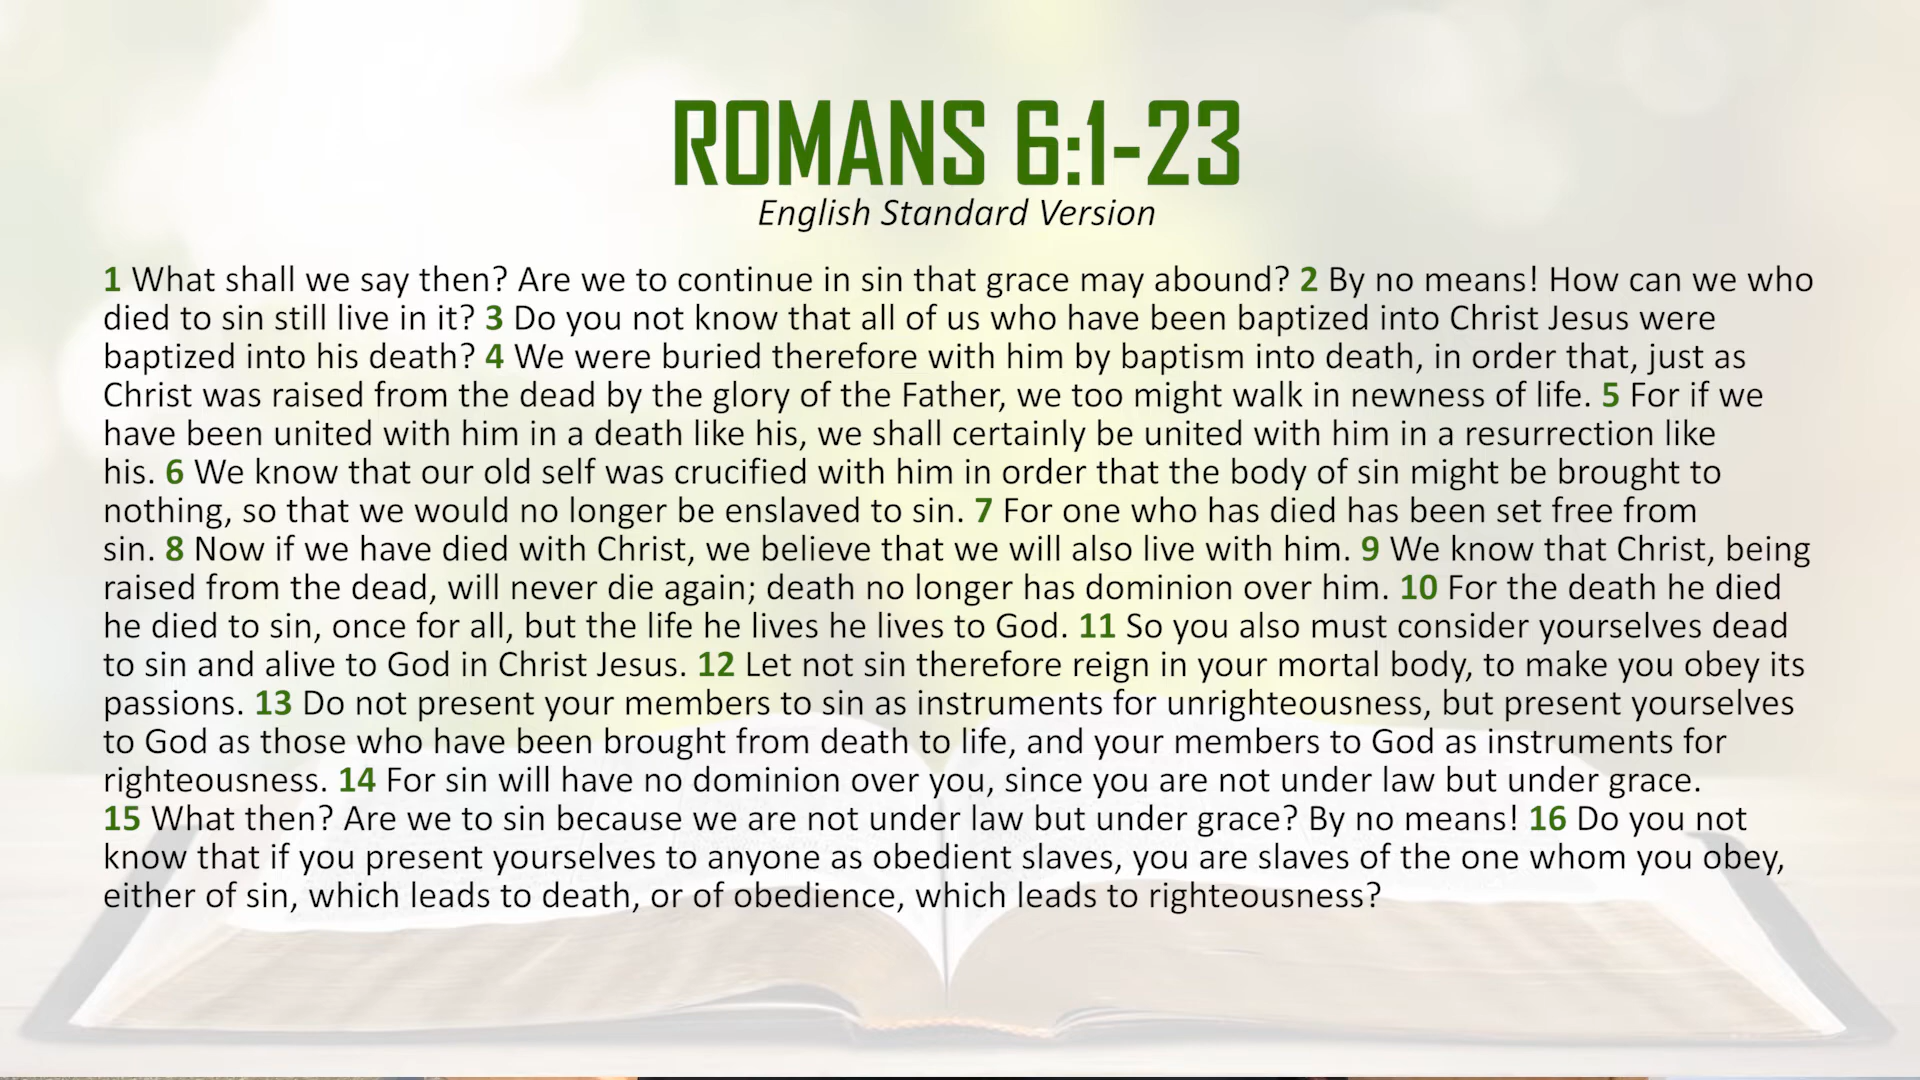 ROMANS 6:1-23
English Standard Version
1 What shall we say then? Are we to continue in sin that grace may abound? 2 By no means! How can we who
died to sin still live in it? 3 Do you not know that all of us who have been baptized into Christ Jesus were
baptized into his death? 4 We were buried therefore with him by baptism into death, in order that, just as
Christ was raised from the dead by the glory of the Father, we too might walk in newness of life. 5 For if we
have been united with him in a death like his, we shall certainly be united with him in a resurrection like
his. 6 We know that our old self was crucified with him in order that the body of sin might be brought to
nothing, so that we would no longer be enslaved to sin. 7 For one who has died has been set free from
sin. 8 Now if we have died with Christ, we believe that we will also live with him. 9 We know that Christ, being
raised from the dead, will never die again; death no longer has dominion over him. 10 For the death he died
he died to sin, once for all, but the life he lives he lives to God. 11 So you also must consider yourselves dead
to sin and alive to God in Christ Jesus. 12 Let not sin therefore reign in your mortal body, to make you obey its
passions. 13 Do not present your members to sin as instruments for unrighteousness, but present yourselves
to God as those who have been brought from death to life, and your members to God as instruments for
righteousness. 14 For sin will have no dominion over you, since you are not under law but under grace.
15 What then? Are we to sin because we are not under law but under grace? By no means! 16 Do you not
know that if you present yourselves to anyone as obedient slaves, you are slaves of the one whom you obey,
either of sin, which leads to death, or of obedience, which leads to righteousness?